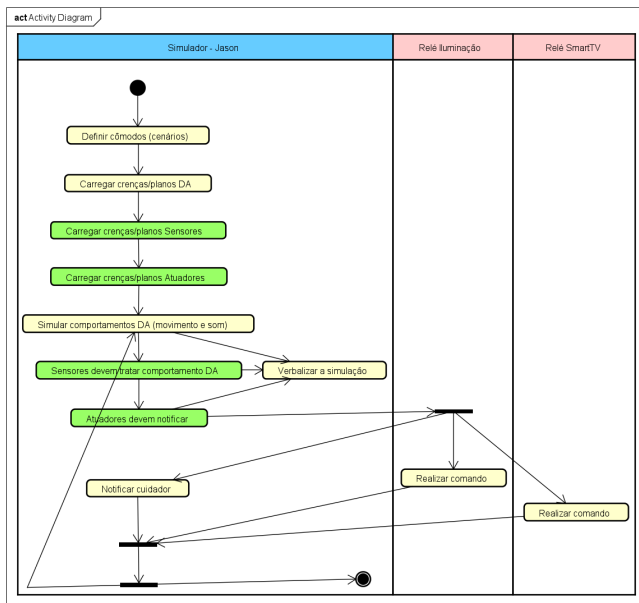 act Activity Diagram
Simulador - Jason
Relé Iluminação
Relé SmartTV
Definir cômodos (cenários)
Carregar crenças/planos DA
Carregar crenças/planos Sensores
Carregar crenças/planos Atuadores
Simular comportamentos DA (movimento e som)
Sensores devem tratar comportamento DA
Verbalizar a simulação
Atuadores devem notificar
Realizar comando
Notificar cuidador
Realizar comando